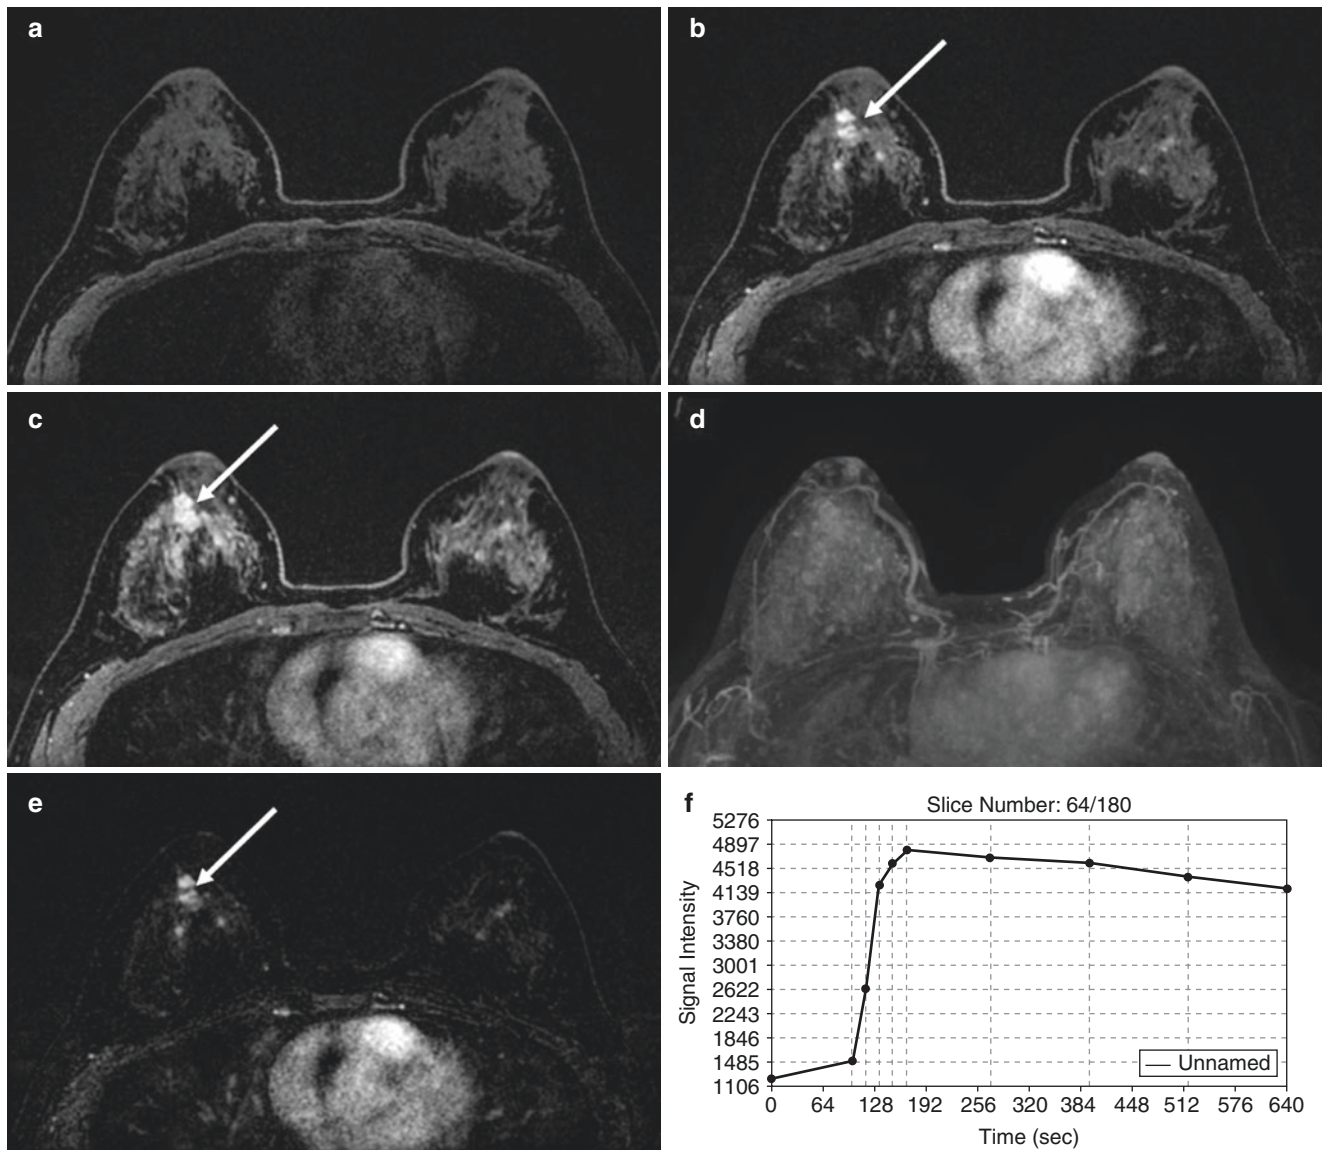 a
b
c
d
e
f
Slice Number: 64/180
5276
4897
4518
4139
3760
3380
3001
2622
2243
1846
1485
1106
Signal Intensity
Unnamed
0 64 128 192 256 320 384 448 512 576 640
Time (sec)